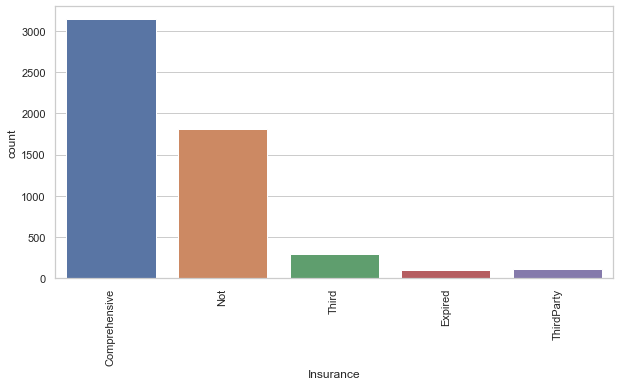 3000
2500
2000
1500
1000
500
0
count
Comprehensive
Not
Third
Expired
ThirdParty
Insurance